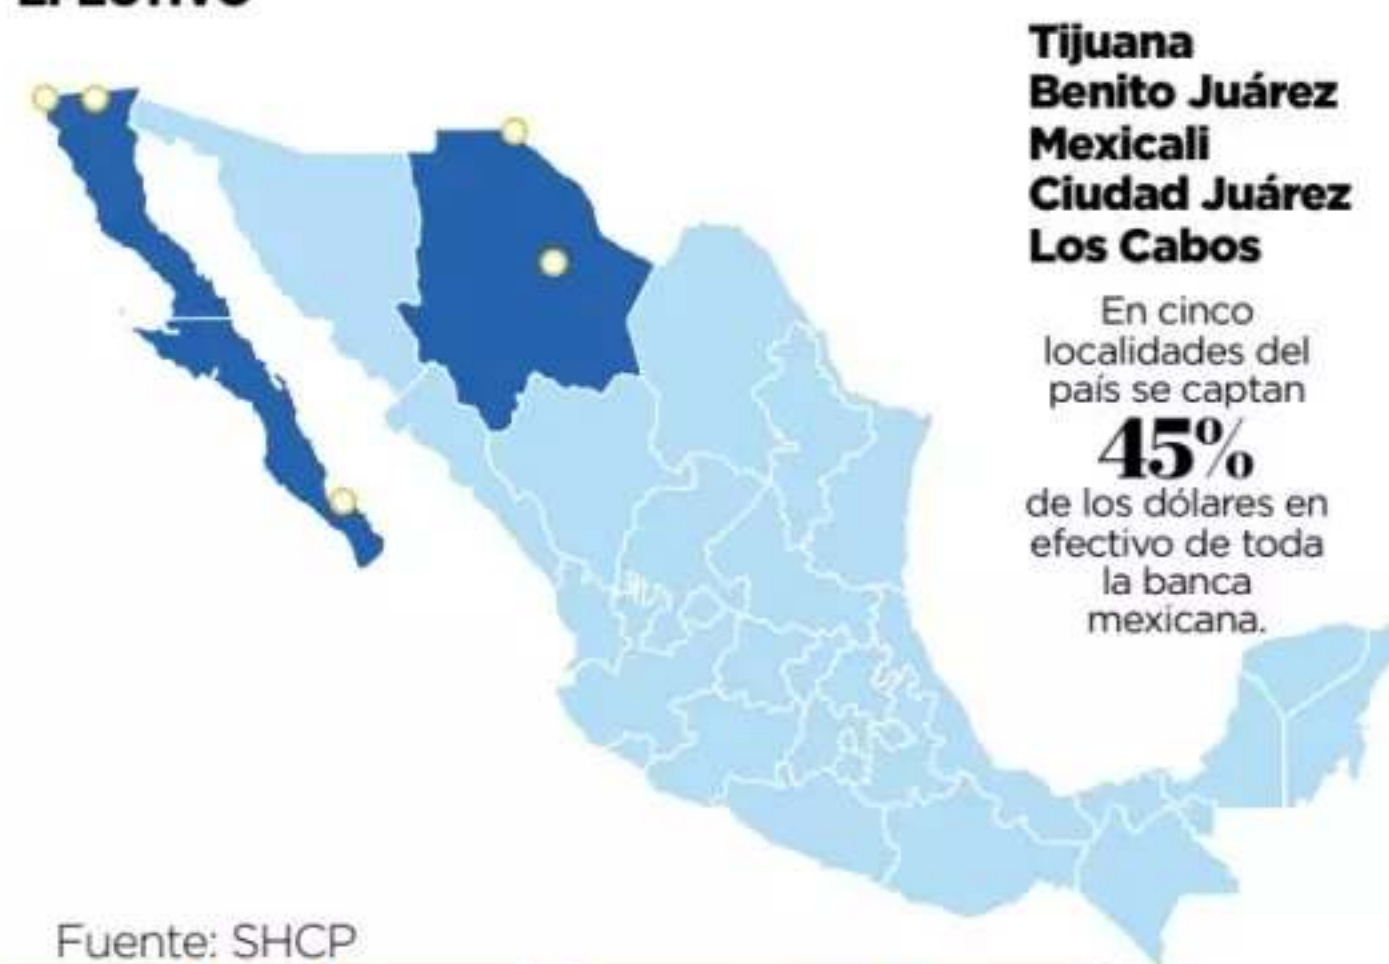 Tijuana
Benito Juárez
Mexicali
Ciudad Juárez
Los Cabos
En cinco
localidades del
país se captan
45%
de los dólares en
efectivo de toda
la banca
mexicana.
Fuente: SHCP